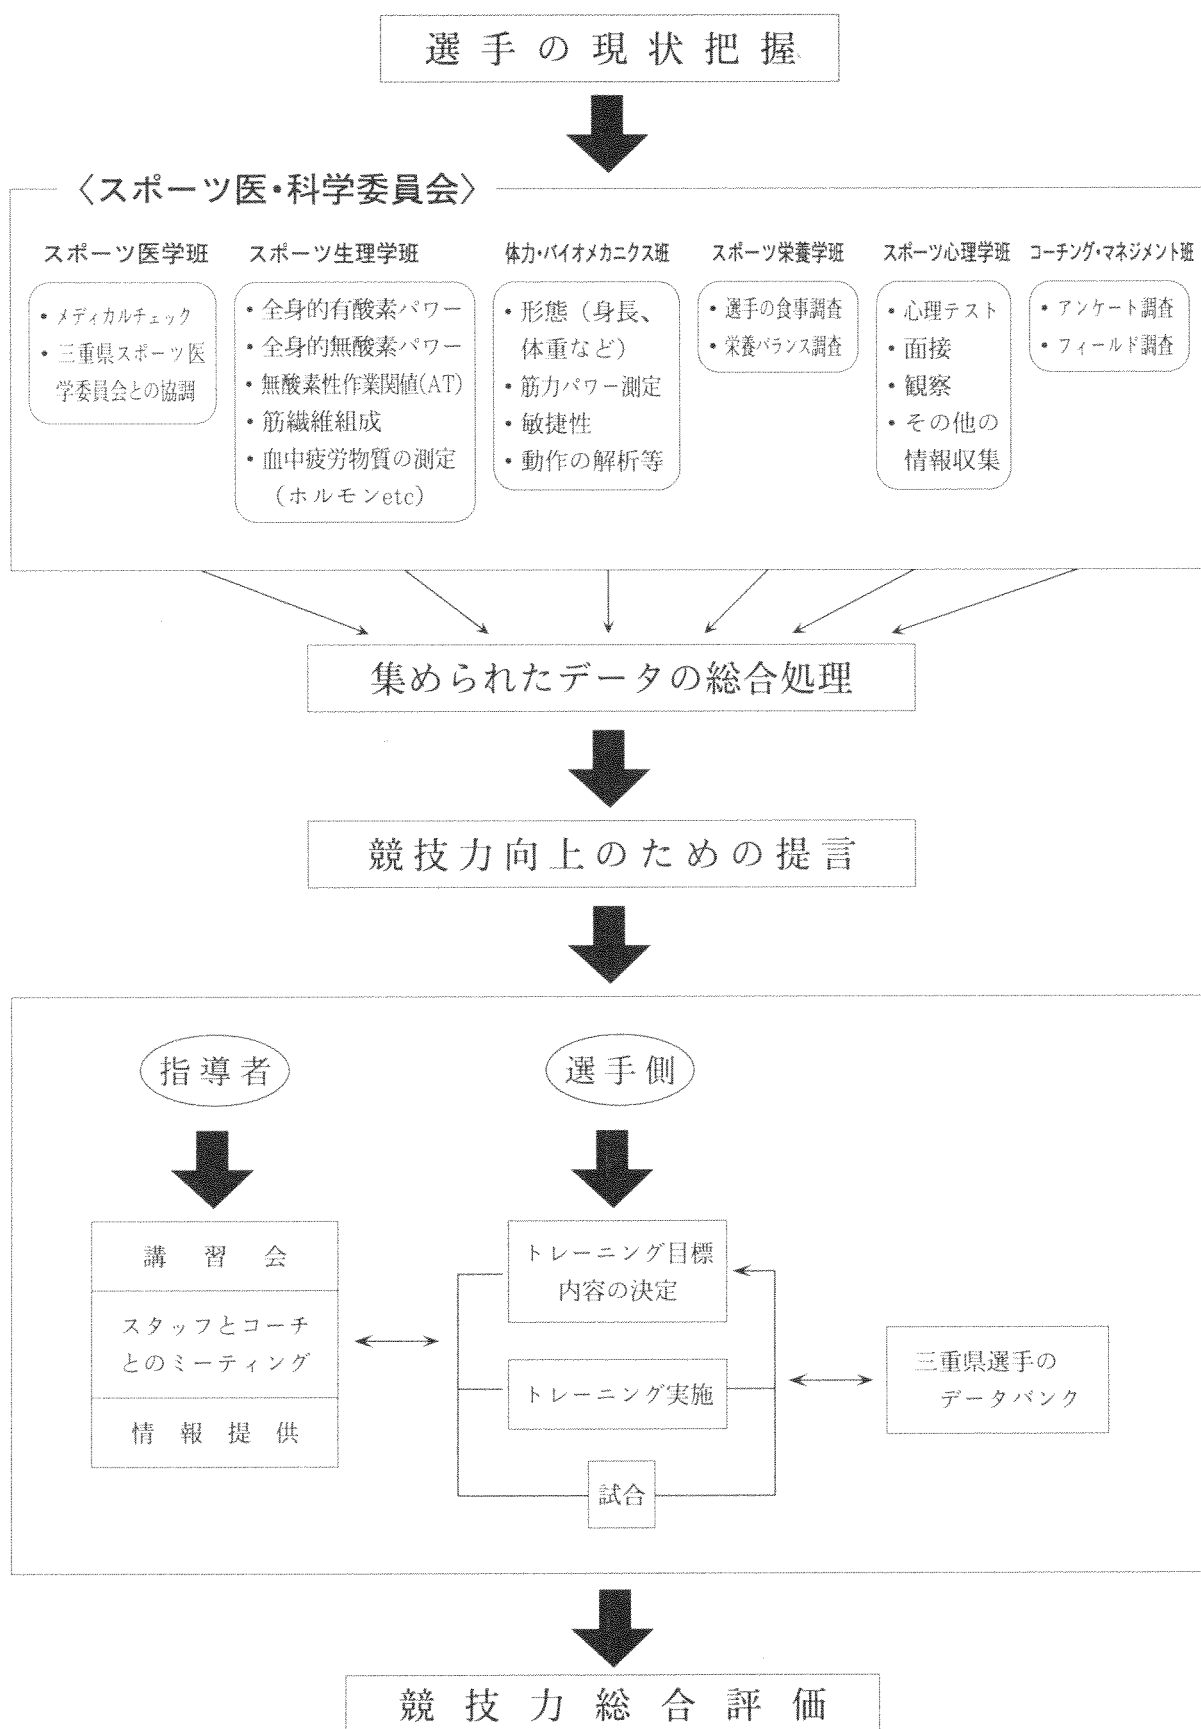 選手の現状把握
〈スポーツ医・科学委員会〉
スポーツ医学班
・メディカルチェック
・三重県スポーツ医
学委員会との協調
スポーツ生理学班
・全身的有酸素パワー
・全身的無酸素パワー
・無酸素性作業関値(AT)
・筋繊維組成
・血中疲労物質の測定
(ホルモンetc)
体力・バイオメカニクス班
・形態(身長、
体重など)
・筋力パワー測定
・敏捷性
・動作の解析等
スポーツ栄養学班
・選手の食事調査
・栄養バランス調査
スポーツ心理学班
・心理テスト
・面接
・観察
・その他の
情報収集
コーチング・マネジメント班
・アンケート調査
・フィールド調査
集められたデータの総合処理
競技力向上のための提言
指導者
講習会
スタッフとコーチ
とのミーティング
情報提供
選手側
トレーニング目標
内容の決定
トレーニング実施
試合
三重県選手の
データバンク
競技力総合評価